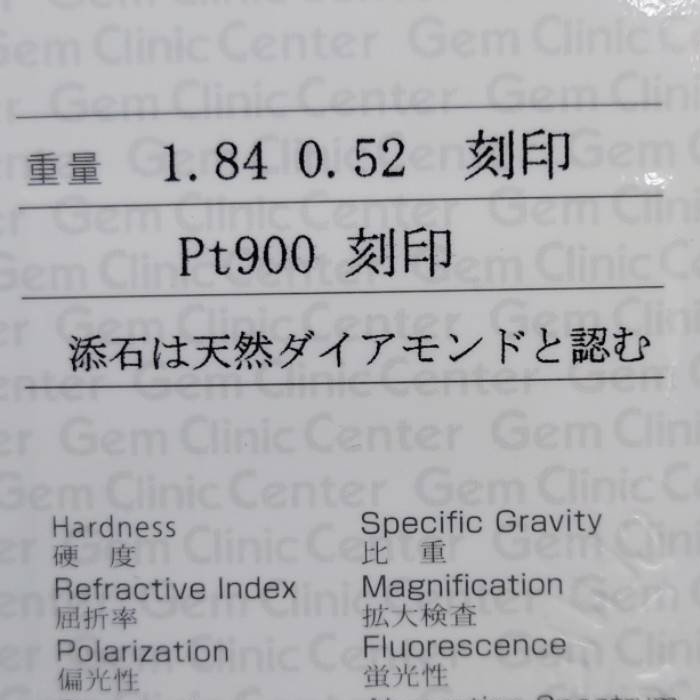 重量 1.84 0.52 刻印
Pt900 刻印
添石は天然ダイアモンドと認む
Hardness Specific Gravity
硬 度 比 重
Refractive Index Magnification
屈折率 拡大検査
Polarization Fluorescence
偏光性 蛍光性